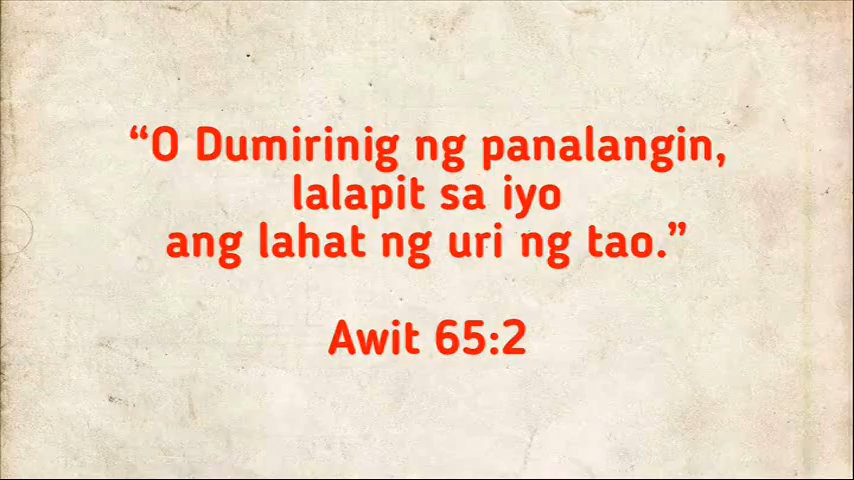 “O Dumirinig ng panalangin,
lalapit sa iyo
ang lahat ng uri ng tao.”
Awit 65:2